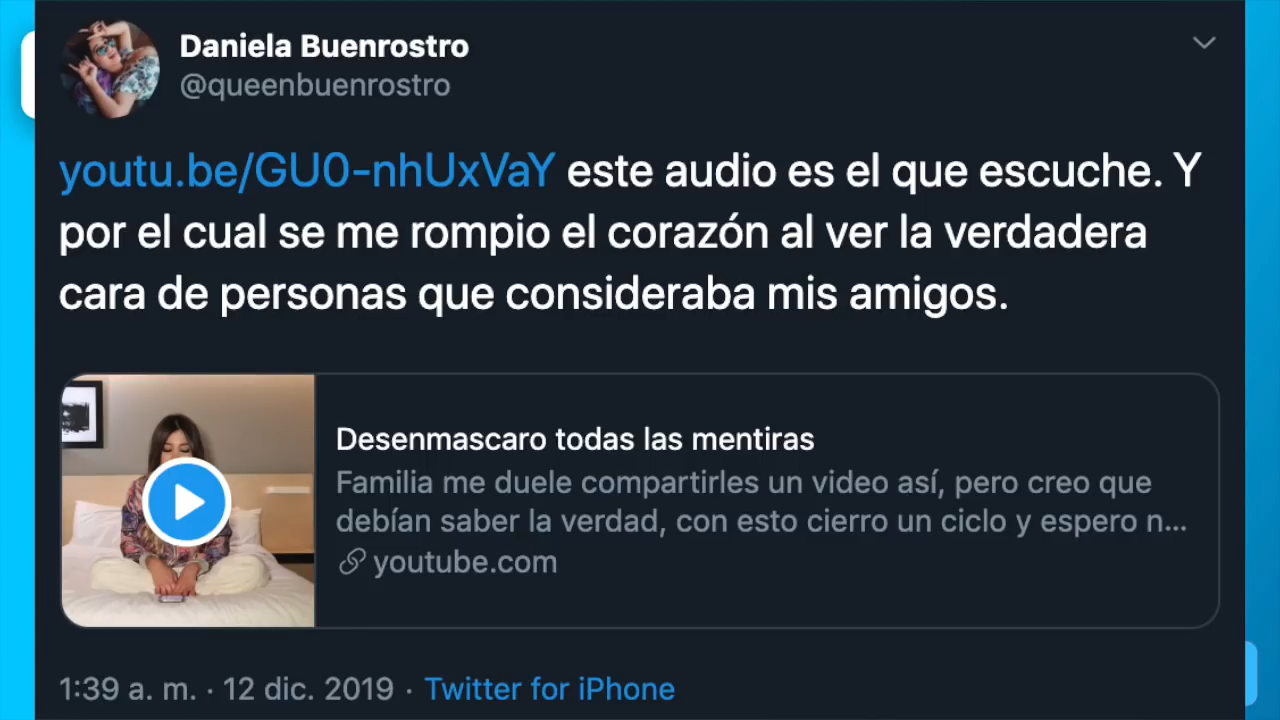 Daniela Buenrostro
@queenbuenrostro
youtu.be/GU0-nhUxVaY este audio es el que escuche. Y
por el cual se me rompio el corazón al ver la verdadera
cara de personas que consideraba mis amigos.
Desenmascaro todas las mentiras
Familia me duele compartirles un video así, pero creo que
debían saber la verdad, con esto cierro un ciclo y espero n...
youtube.com
1:39 a. m. · 12 dic. 2019 · Twitter for iPhone